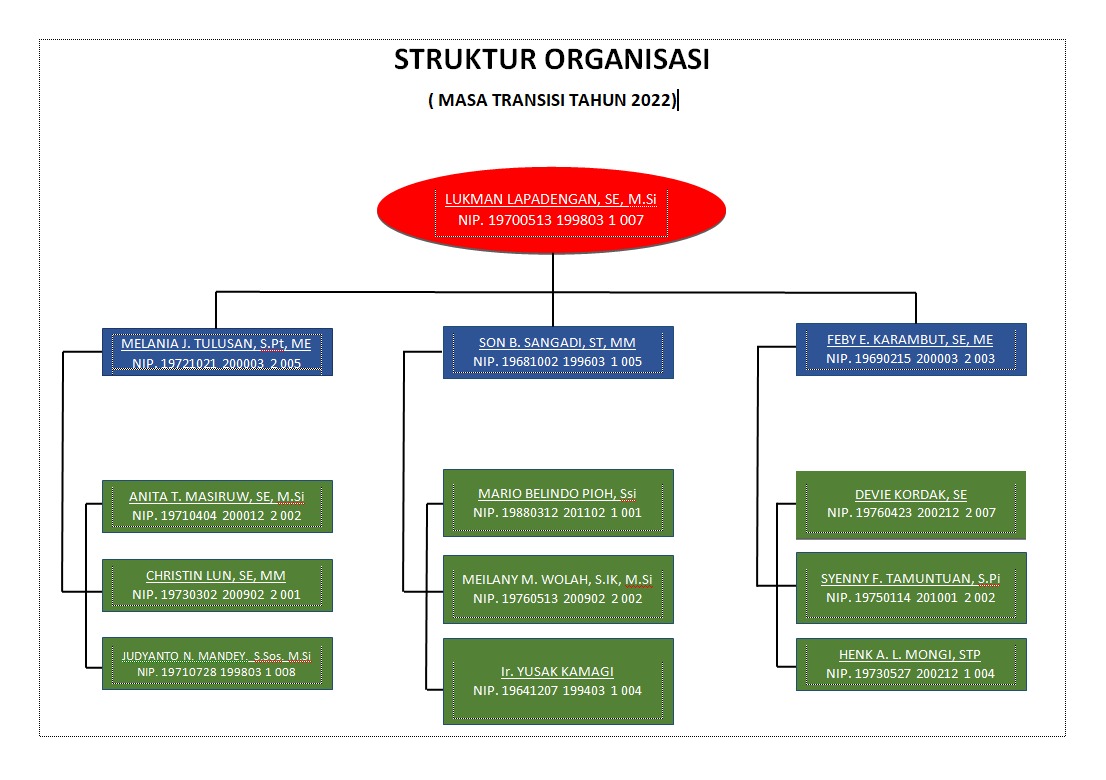 STRUKTUR ORGANISASI
( MASA TRANSISI TAHUN 2022)
LUKMAN LAPADENGAN, SE, M.Si
NIP. 19700513 199803 1 007
MELANIA J. TULUSAN, S.Pt, ME
NIP. 19721021 200003 2 005
SON B. SANGADI, ST, MM
NIP. 19681002 199603 1 005
FEBY E. KARAMBUT, SE, ME
NIP. 19690215 200003 2 003
ANITA T. MASIRUW, SE, M.Si
NIP. 19710404 200012 2 002
CHRISTIN LUN, SE, MM
NIP. 19730302 200902 2 001
JUDYANTO N. MANDEY. S.Sos. M.Si
NIP. 19710728 199803 1 008
MARIO BELINDO PIOH, Ssi
NIP. 19880312 201102 1 001
MEILANY M. WOLAH, S.IK, M.Si
NIP. 19760513 200902 2 002
Ir. YUSAK KAMAGI
NIP. 19641207 199403 1 004
DEVIE KORDAK, SE
NIP. 19760423 200212 2 007
SYENNY F. TAMUNTUAN, S.Pi
NIP. 19750114 201001 2 002
HENK A. L. MONGI, STP
NIP. 19730527 200212 1 004